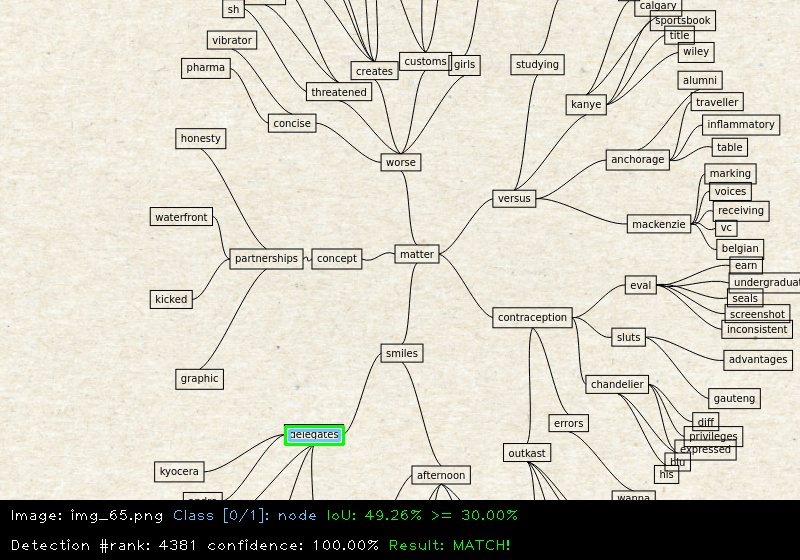 sh
vibrator
pharma
concise
honesty
waterfront
kicked
graphic
partnerships
concept
matter
creates
customs
girls
threatened
worse
studying
versus
kanye
calgary
sportsbook
title
wiley
anchorage
alumni
traveller
inflammatory
table
mackenzie
marking
voices
receiving
vc
belgian
contraception
eval
earn
undergraduat
seals
screenshot
inconsistent
sluts
advantages
gauteng
chandelier
diff
privileges
expressed
blu
his
errors
wanna
outkast
smiles
afternoon
delegates
kyocera
Image: img_65.png Class [0/1]: node IoU: 49.26% >= 30.00%
Detection #rank: 4381 confidence: 100.00% Result: MATCH!